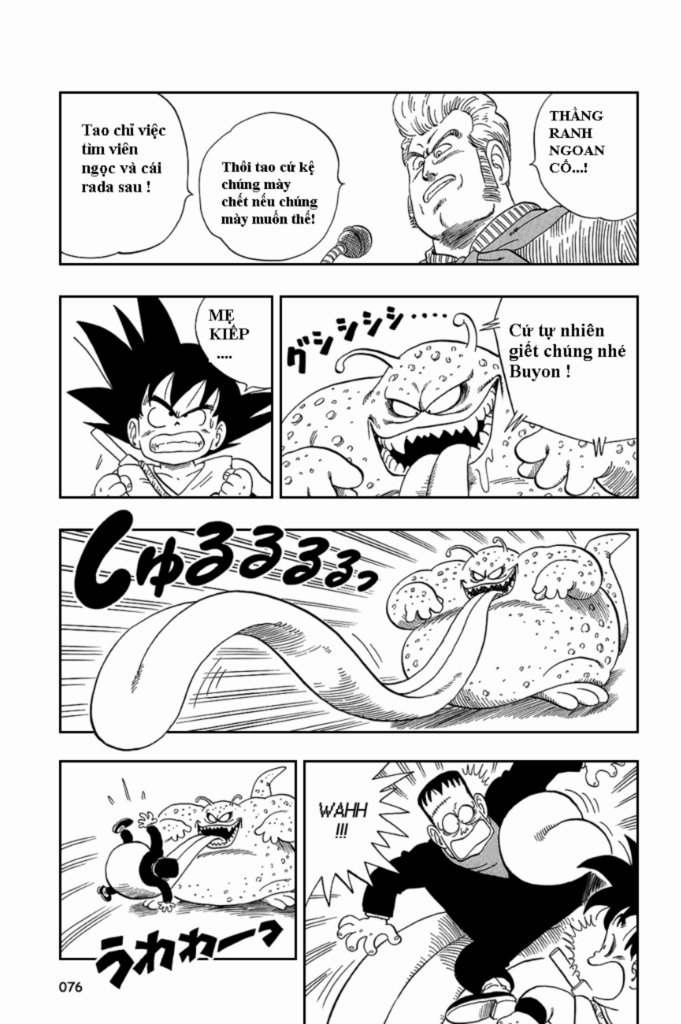 THẰNG
RANH
NGOAN
CỐ...!
Thôi tao cứ kệ
chúng mày
chết nếu chúng
mày muốn thế!
Tao chỉ việc
tìm viên
ngọc và cái
rada sau !
Cứ tự nhiên
giết chúng nhé
Buyon !
グシシシシ....
MẸ
KIẾP
....
しゅるるるるっ
WAHH
!!!
うわわーっ
076